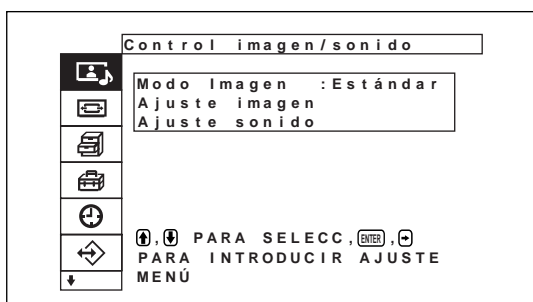 Control imagen/sonido
Modo Imagen :Estándar
Ajuste imagen
Ajuste sonido
, PARA SELECC, ENTER ,
PARA INTRODUCIR AJUSTE
MENÚ